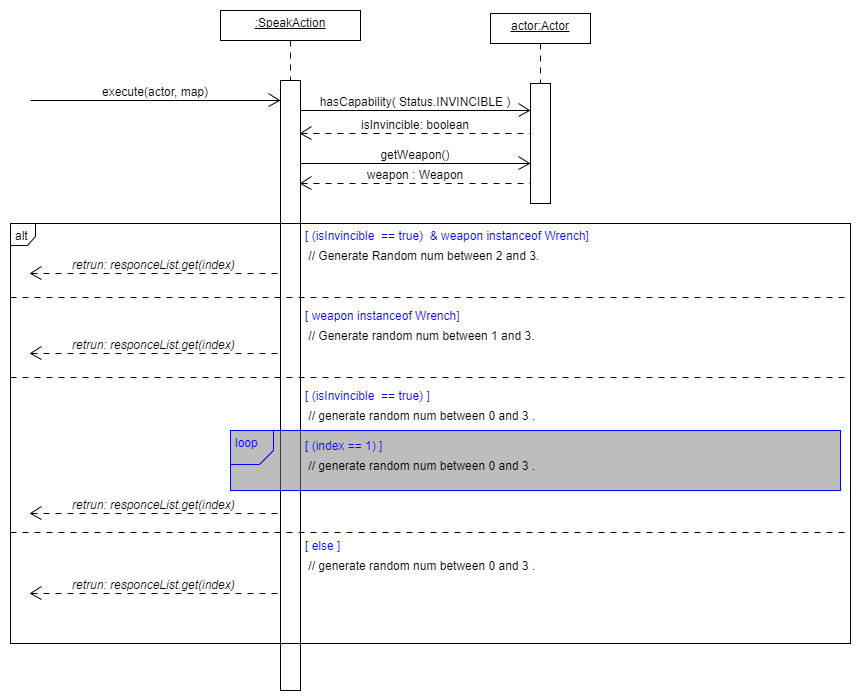 :SpeakAction
actor:Actor
execute(actor, map)
hasCapability( Status.INVINCIBLE )
isInvincible: boolean
getWeapon()
weapon : Weapon
alt
[ (isInvincible == true) & weapon instanceof Wrench]
// Generate Random num between 2 and 3.
retrun: responceList.get(index)
[ weapon instanceof Wrench]
// Generate random num between 1 and 3.
retrun: responceList.get(index)
[ (isInvincible == true) ]
// generate random num between 0 and 3 .
loop
[ (index == 1) ]
// generate random num between 0 and 3 .
retrun: responceList.get(index)
[ else ]
// generate random num between 0 and 3 .
retrun: responceList.get(index)